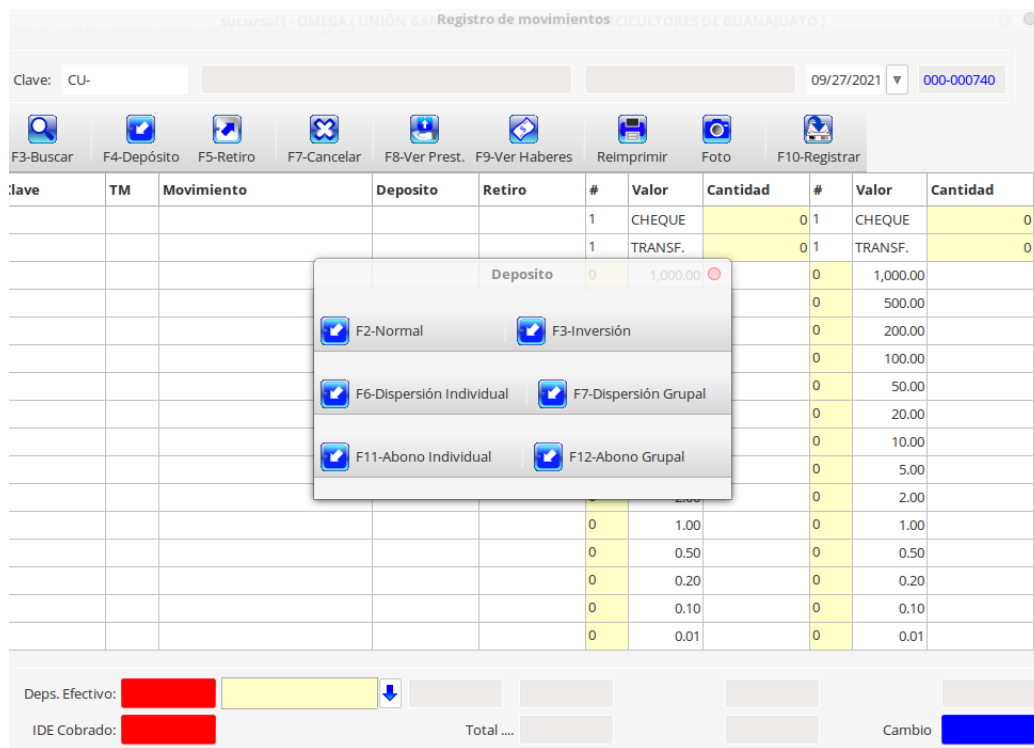 sucursal1 - OMEGA ( UNIÓN GAN Registro de movimientos CICULTORES DE GUANAJUATO )
Clave: CU- 09/27/2021 000-000740
F3-Buscar F4-Depósito F5-Retiro F7-Cancelar F8-Ver Prest. F9-Ver Haberes Reimprimir Foto F10-Registrar
Clave TM Movimiento Deposito Retiro # Valor Cantidad # Valor Cantidad
1 CHEQUE 0 1 CHEQUE 0
1 TRANSF. 0 1 TRANSF. 0
Deposito 0 1,000.00 0 1,000.00
0 500.00
F2-Normal F3-Inversión 0 200.00
0 100.00
0 50.00
F6-Dispersión Individual F7-Dispersión Grupal
0 20.00
0 10.00
F11-Abono Individual F12-Abono Grupal
0 5.00
0 2.00 0 2.00
0 1.00 0 1.00
0 0.50 0 0.50
0 0.20 0 0.20
0 0.10 0 0.10
0 0.01 0 0.01
Deps. Efectivo:
IDE Cobrado: Total .... Cambio